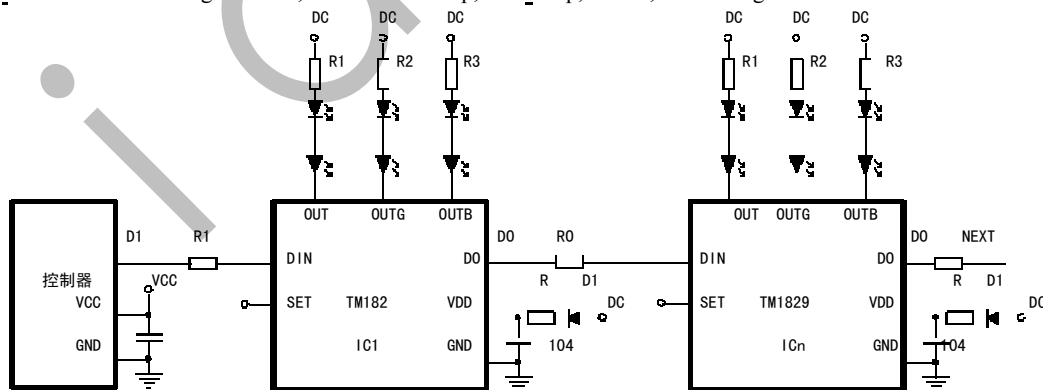 DC DC DC DC DC DC
R1 R2 R3 R1 R2 R3
OUT OUTG OUTB OUT OUTG OUTB
D1 R1 DO RO DO NEXT
DIN DO DIN DO
控制器 VCC R D1 R D1
VCC SET TM182 VDD DC SET TM1829 VDD DC
GND IC1 GND 104 ICn GND 104